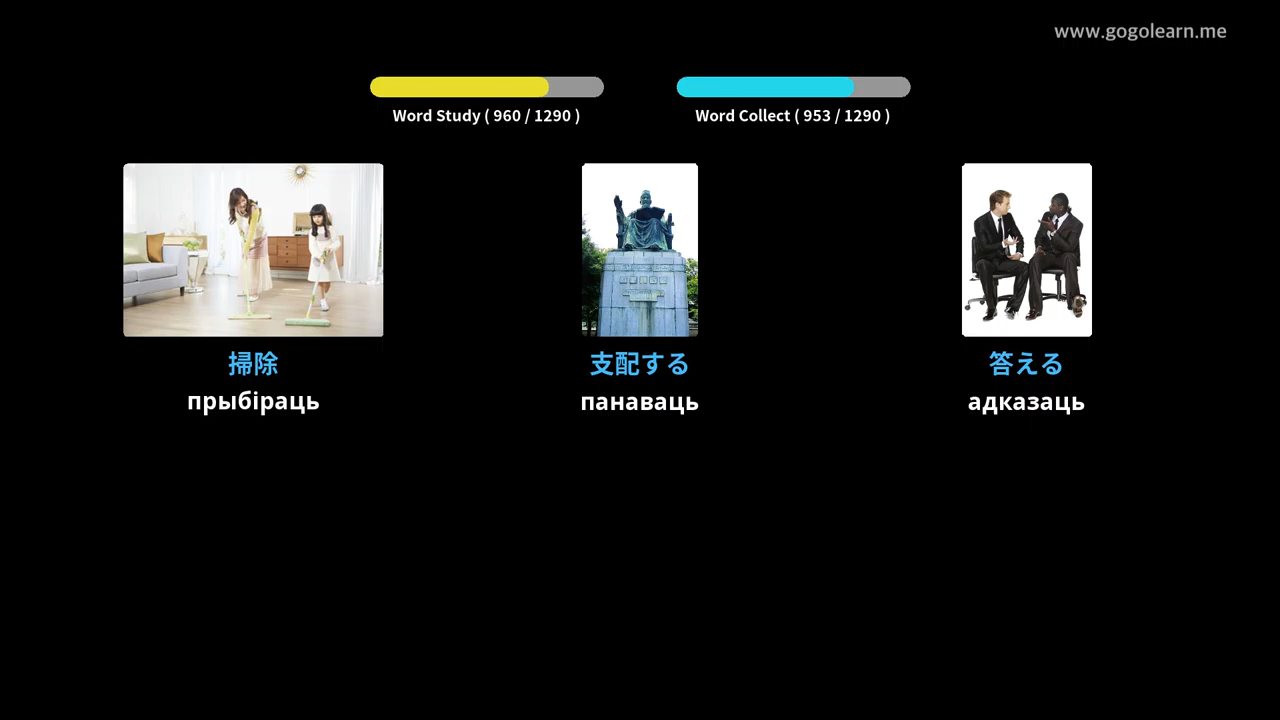 www.gogolearn.me
Word Study ( 960 / 1290 )
Word Collect ( 953 / 1290 )
掃除
支配する
答える
прыбіраць
панаваць
адказаць